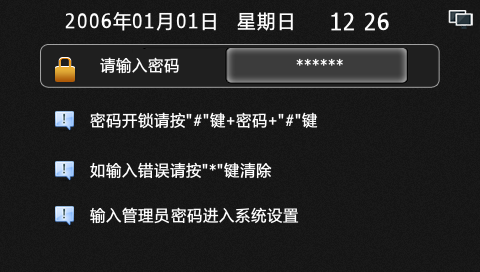 2006年01月01日 星期日 12 26
请输入密码 ******
密码开锁请按"#"键+密码+"#"键
如输入错误请按"*"键清除
输入管理员密码进入系统设置